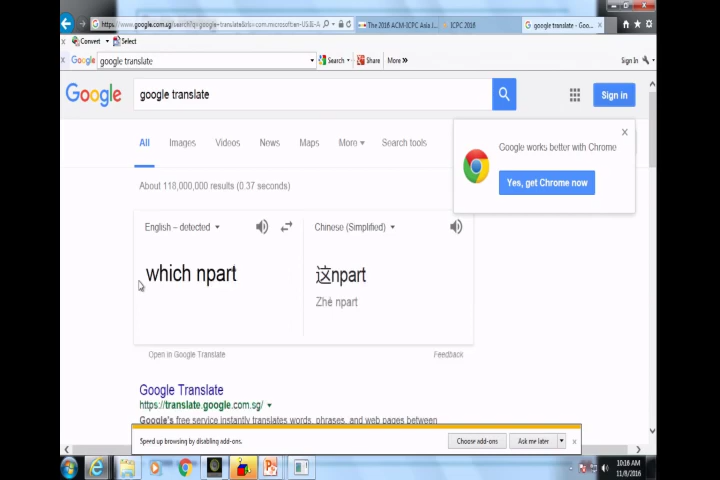 https://www.google.com.sg/search?q=google+translate&rls=com.microsoft:en-US:IE-A
The 2016 ACM-ICPC Asia I...
ICPC 2016
google translate - Goo...
x Convert Select
x Google google translate Search Share More » Sign In
Google google translate Sign in
All Images Videos News Maps More Search tools
Google works better with Chrome
Yes, get Chrome now
About 118,000,000 results (0.37 seconds)
English – detected Chinese (Simplified)
which npart 这npart
Zhè npart
Open in Google Translate Feedback
Google Translate
https://translate.google.com.sg/
Google's free service instantly translates words, phrases, and web pages between
Speed up browsing by disabling add-ons. Choose add-ons Ask me later
10:16 AM
11/8/2016